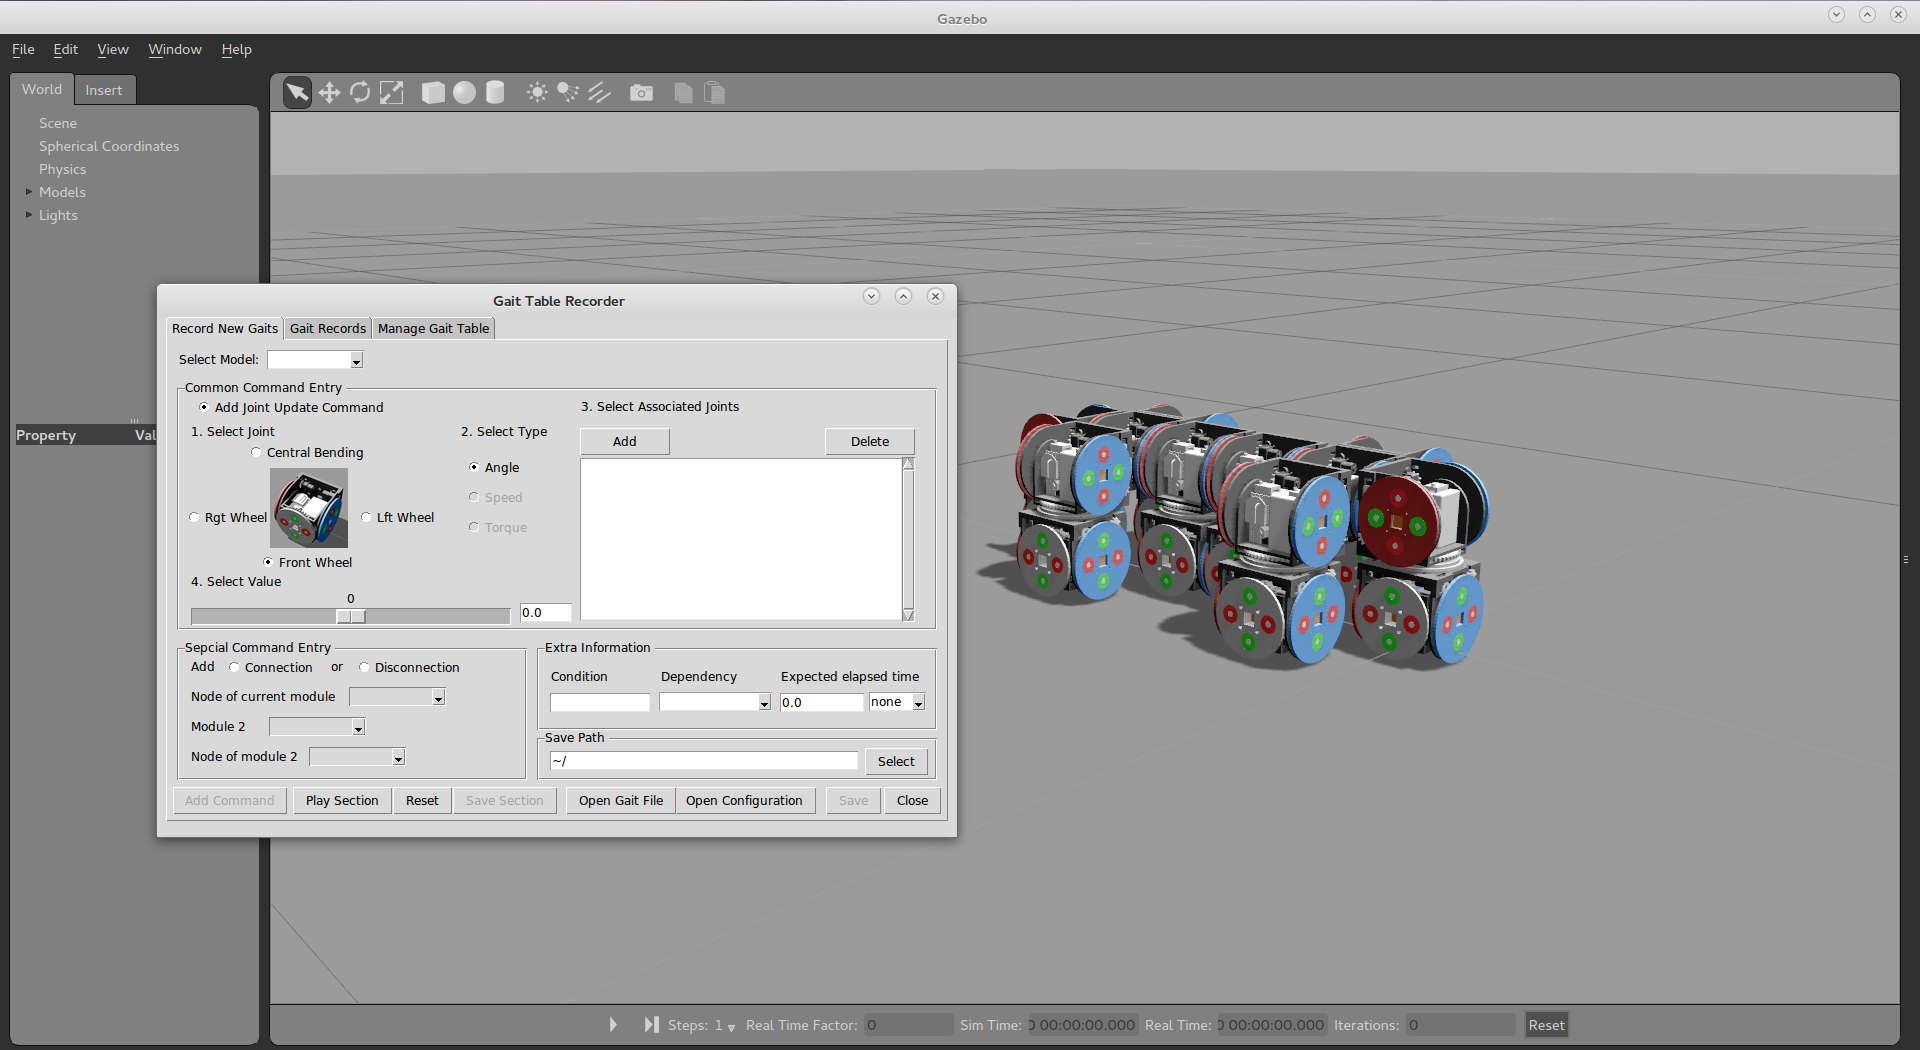 Gazebo
File Edit View Window Help
World Insert
Scene
Spherical Coordinates
Physics
Models
Lights
Property Val
Gait Table Recorder
Record New Gaits Gait Records Manage Gait Table
Select Model:
Common Command Entry
Add Joint Update Command
3. Select Associated Joints
1. Select Joint
2. Select Type
Add Delete
Central Bending
Angle
Speed
Torque
Rgt Wheel Lft Wheel
Front Wheel
4. Select Value
0
0.0
Sepcial Command Entry
Add Connection or Disconnection
Node of current module
Module 2
Node of module 2
Extra Information
Condition Dependency Expected elapsed time
0.0 none
Save Path
~/ Select
Add Command Play Section Reset Save Section Open Gait File Open Configuration Save Close
Steps: 1 Real Time Factor: 0 Sim Time: 0 00:00:00.000 Real Time: 0 00:00:00.000 Iterations: 0 Reset